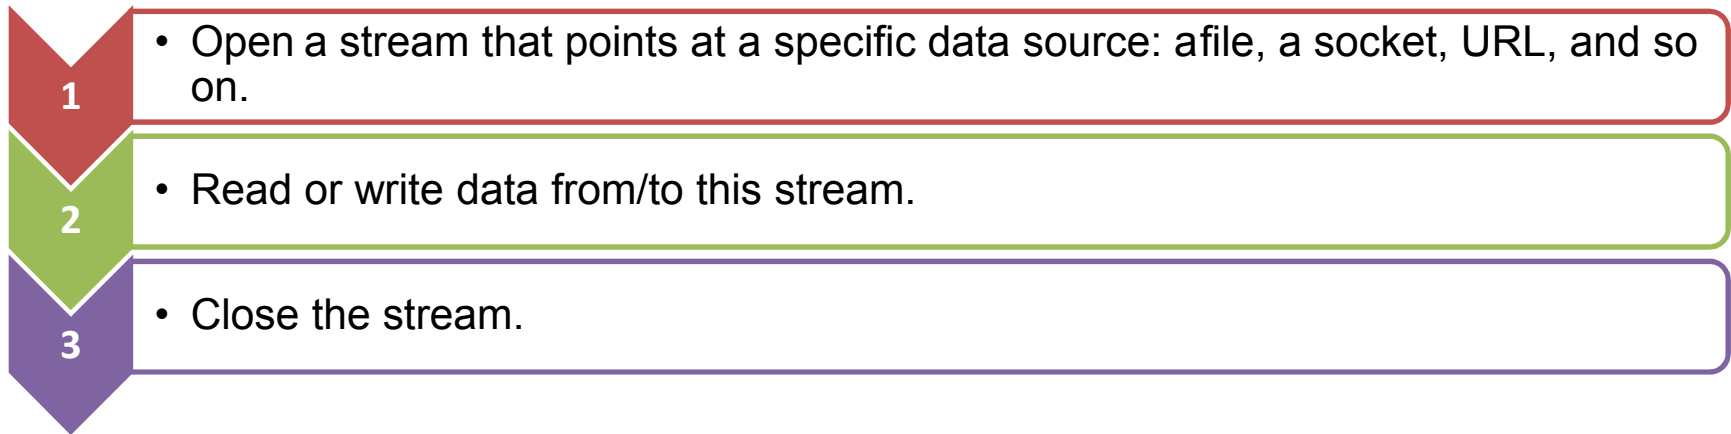 1
• Open a stream that points at a specific data source: afile, a socket, URL, and so
on.
2
• Read or write data from/to this stream.
3
• Close the stream.